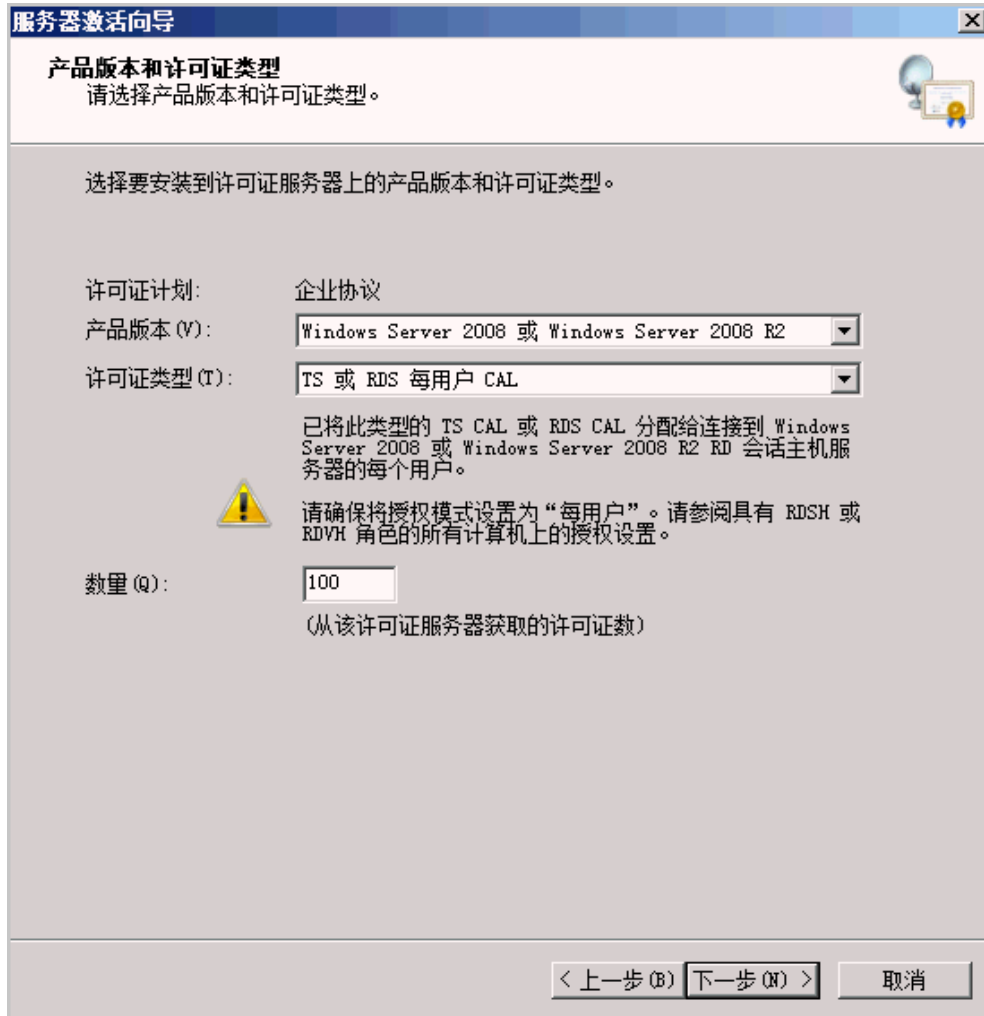 服务器激活向导
产品版本和许可证类型
请选择产品版本和许可证类型。
选择要安装到许可证服务器上的产品版本和许可证类型。
许可证计划: 企业协议
产品版本(V): Windows Server 2008 或 Windows Server 2008 R2
许可证类型(T): TS 或 RDS 每用户 CAL
已将此类型的 TS CAL 或 RDS CAL 分配给连接到 Windows
Server 2008 或 Windows Server 2008 R2 RD 会话主机服
务器的每个用户。
请确保将授权模式设置为“每用户”。请参阅具有 RDSH 或
RDVH 角色的所有计算机上的授权设置。
数量(Q): 100
(从该许可证服务器获取的许可证数)
< 上一步(B) 下一步(N) > 取消